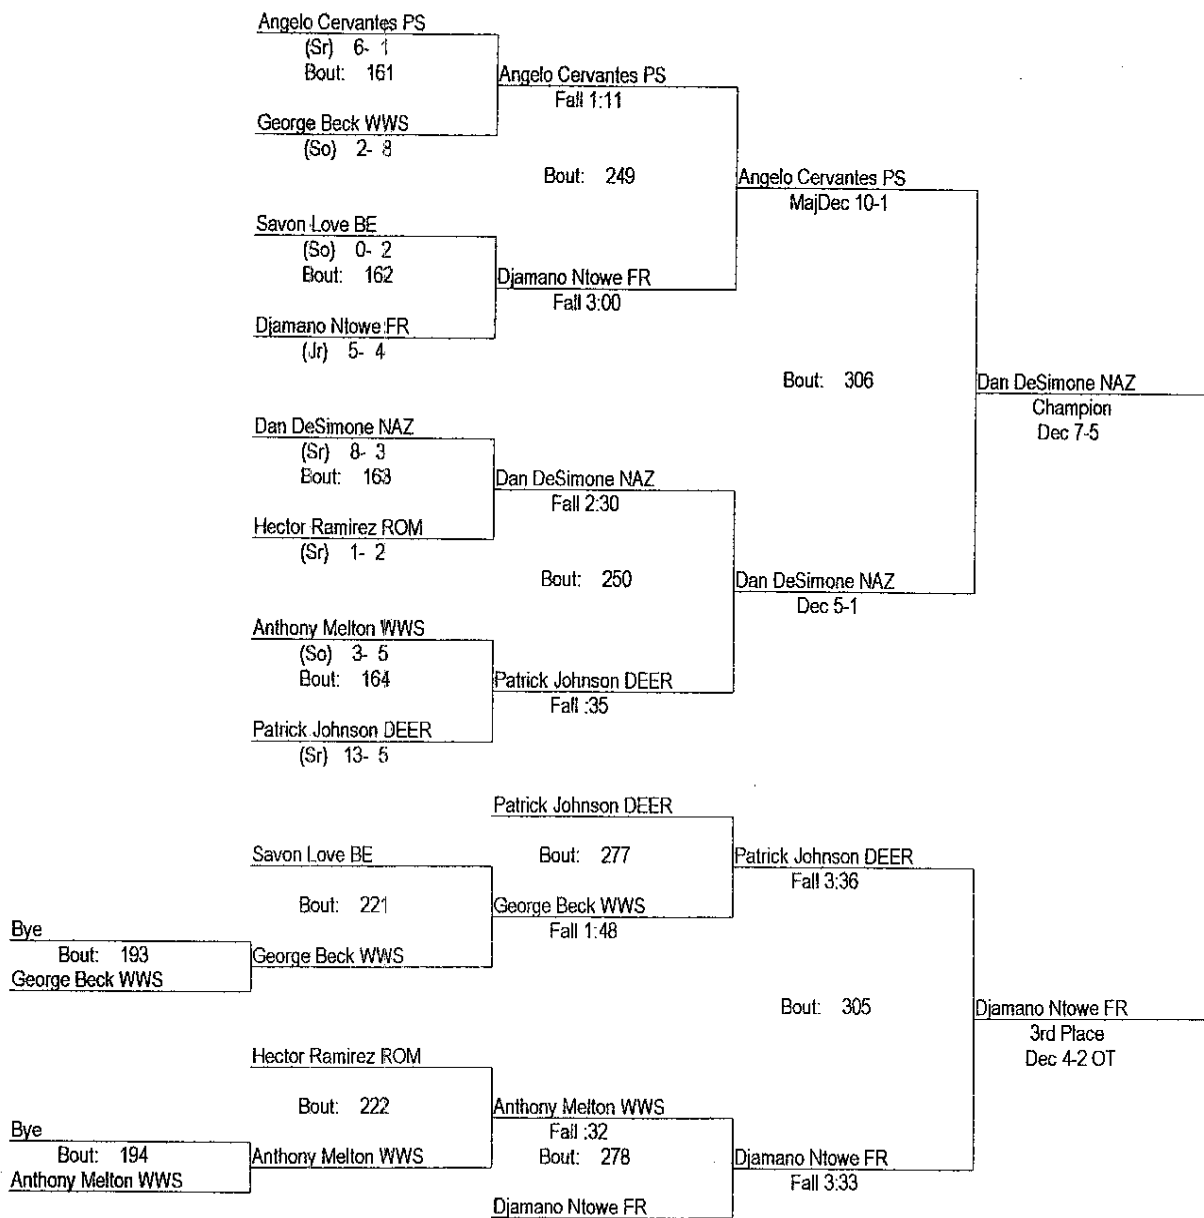 Angelo Cervantes PS
(Sr) 6- 1
Bout: 161
Angelo Cervantes PS
Fall 1:11
George Beck WWS
(So) 2- 8
Bout: 249
Angelo Cervantes PS
MajDec 10-1
Savon Love BE
(So) 0- 2
Bout: 162
Djamano Ntowe FR
Fall 3:00
Djamano Ntowe FR
(Jr) 5- 4
Bout: 306
Dan DeSimone NAZ
Champion
Dec 7-5
Dan DeSimone NAZ
(Sr) 8- 3
Bout: 163
Dan DeSimone NAZ
Fall 2:30
Hector Ramirez ROM
(Sr) 1- 2
Bout: 250
Dan DeSimone NAZ
Dec 5-1
Anthony Melton WWS
(So) 3- 5
Bout: 164
Patrick Johnson DEER
Fall :35
Patrick Johnson DEER
(Sr) 13- 5
Patrick Johnson DEER
Savon Love BE
Bout: 277
Patrick Johnson DEER
Fall 3:36
Bout: 221
George Beck WWS
Fall 1:48
Bye
Bout: 193
George Beck WWS
George Beck WWS
Bout: 305
Djamano Ntowe FR
3rd Place
Dec 4-2 OT
Hector Ramirez ROM
Bout: 222
Anthony Melton WWS
Fall :32
Bye
Bout: 194
Anthony Melton WWS
Anthony Melton WWS
Bout: 278
Djamano Ntowe FR
Fall 3:33
Djamano Ntowe FR